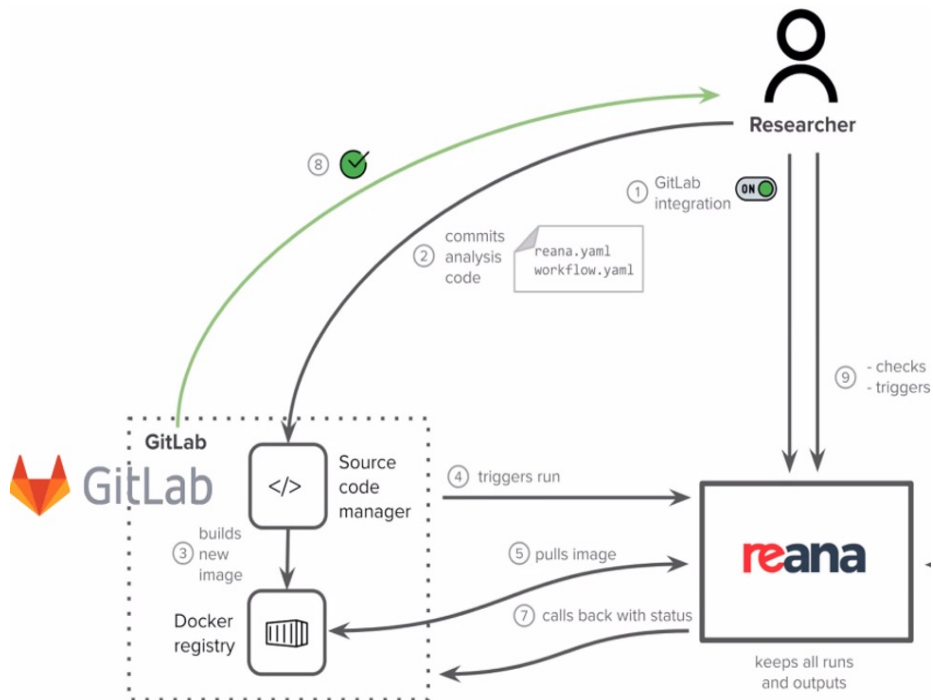 Researcher
8
1
GitLab
integration
ON
2
commits
analysis
code
reana.yaml
workflow.yaml
9
- checks
- triggers
GitLab
GitLab
</>
Source
code
manager
4 triggers run
3
builds
new
image
5 pulls image
reana
Docker
registry
7 calls back with status
keeps all runs
and outputs